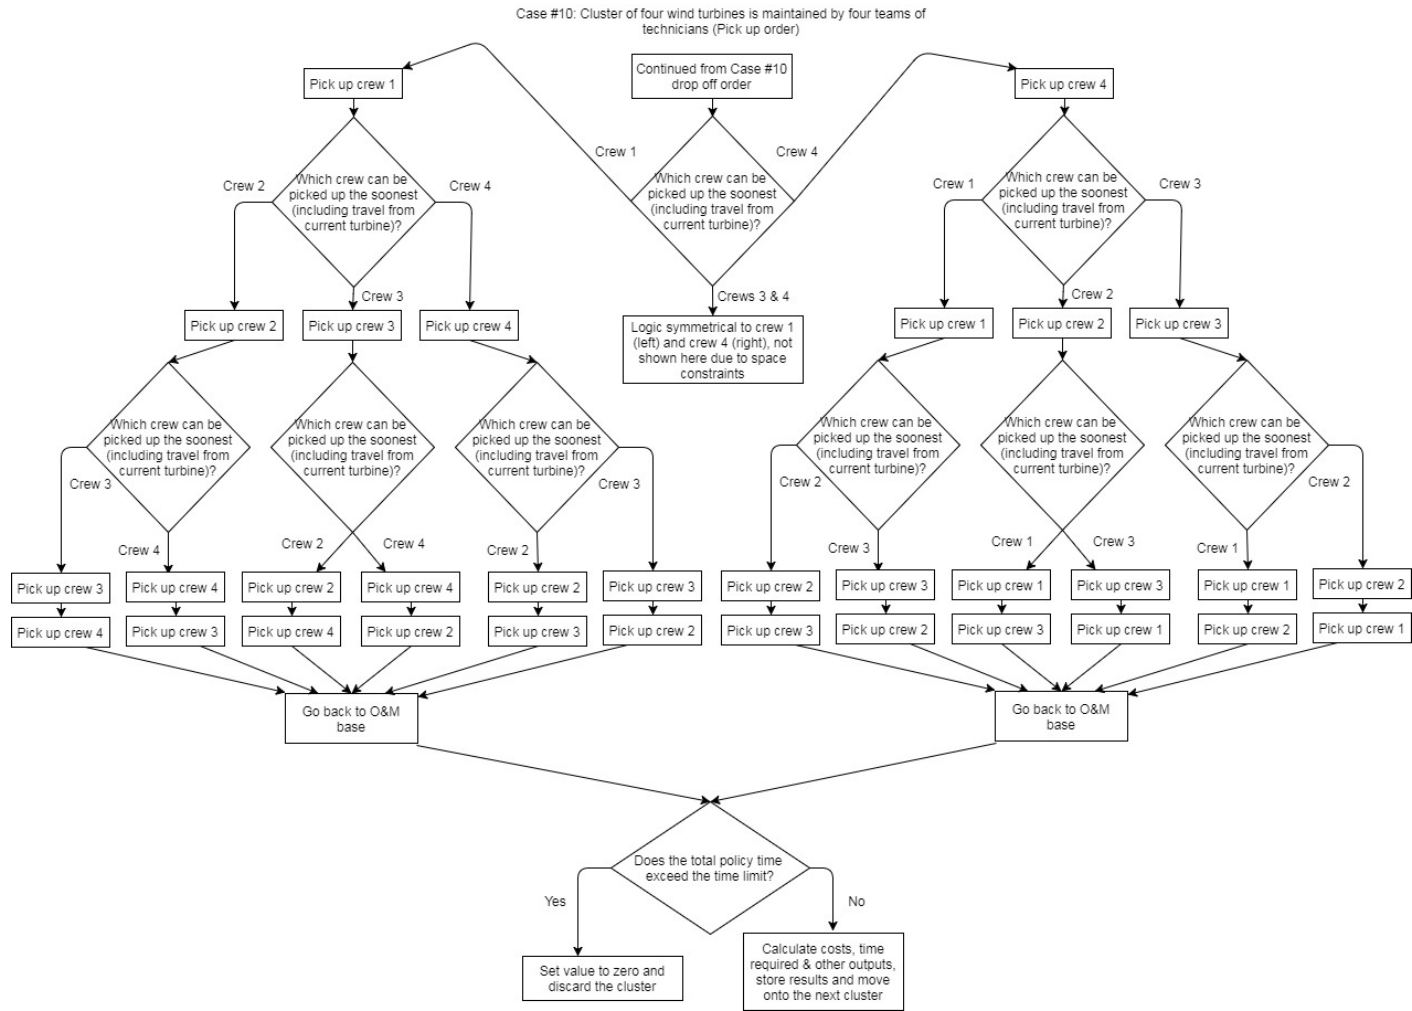 Case #10: Cluster of four wind turbines is maintained by four teams of
technicians (Pick up order)
Pick up crew 1
Continued from Case #10
drop off order
Pick up crew 4
Crew 1
Crew 4
Crew 2
Which crew can be
picked up the soonest
(including travel from
current turbine)?
Crew 4
Which crew can be
picked up the soonest
(including travel from
current turbine)?
Crew 1
Which crew can be
picked up the soonest
(including travel from
current turbine)?
Crew 3
Crew 3
Crews 3 & 4
Crew 2
Pick up crew 2
Pick up crew 3
Pick up crew 4
Logic symmetrical to crew 1
(left) and crew 4 (right), not
shown here due to space
constraints
Pick up crew 1
Pick up crew 2
Pick up crew 3
Which crew can be
picked up the soonest
(including travel from
current turbine)?
Which crew can be
picked up the soonest
(including travel from
current turbine)?
Which crew can be
picked up the soonest
(including travel from
current turbine)?
Which crew can be
picked up the soonest
(including travel from
current turbine)?
Which crew can be
picked up the soonest
(including travel from
current turbine)?
Which crew can be
picked up the soonest
(including travel from
current turbine)?
Crew 3
Crew 4
Crew 2
Crew 4
Crew 2
Crew 3
Crew 2
Crew 3
Crew 1
Crew 3
Crew 1
Crew 2
Pick up crew 3
Pick up crew 4
Pick up crew 2
Pick up crew 4
Pick up crew 2
Pick up crew 3
Pick up crew 2
Pick up crew 3
Pick up crew 1
Pick up crew 3
Pick up crew 1
Pick up crew 2
Pick up crew 4
Pick up crew 3
Pick up crew 4
Pick up crew 2
Pick up crew 3
Pick up crew 2
Pick up crew 3
Pick up crew 2
Pick up crew 3
Pick up crew 1
Pick up crew 2
Pick up crew 1
Go back to O&M
base
Go back to O&M
base
Does the total policy time
exceed the time limit?
Yes
No
Set value to zero and
discard the cluster
Calculate costs, time
required & other outputs,
store results and move
onto the next cluster